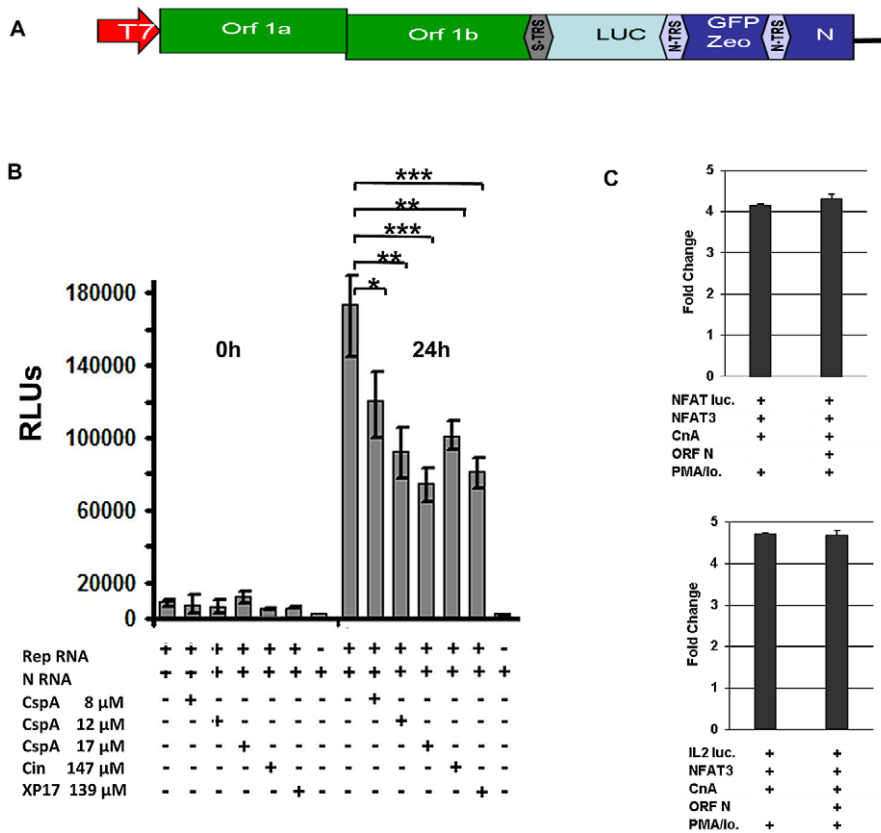 A
T7
Orf 1a
Orf 1b
S-TRS
LUC
N-TRS
GFP
Zeo
N-TRS
N
B
***
**
***
**
*
180000
140000
100000
60000
20000
0
RLUs
0h
24h
Rep RNA + + + + + + - + + + + + + -
N RNA + + + + + + + + + + + + + +
CspA 8 µM - + - - - - - - + - - - - -
CspA 12 µM - - + - - - - - - + - - - -
CspA 17 µM - - - + - - - - - - + - - -
Cin 147 µM - - - - + - - - - - - + - -
XP17 139 µM - - - - - + - - - - - - + -
C
5
4
3
2
1
0
Fold Change
NFAT luc. + +
NFAT3 + +
CnA + +
ORF N +
PMA/Io. + +
5
4
3
2
1
0
Fold Change
IL2 luc. + +
NFAT3 + +
CnA + +
ORF N +
PMA/Io. + +